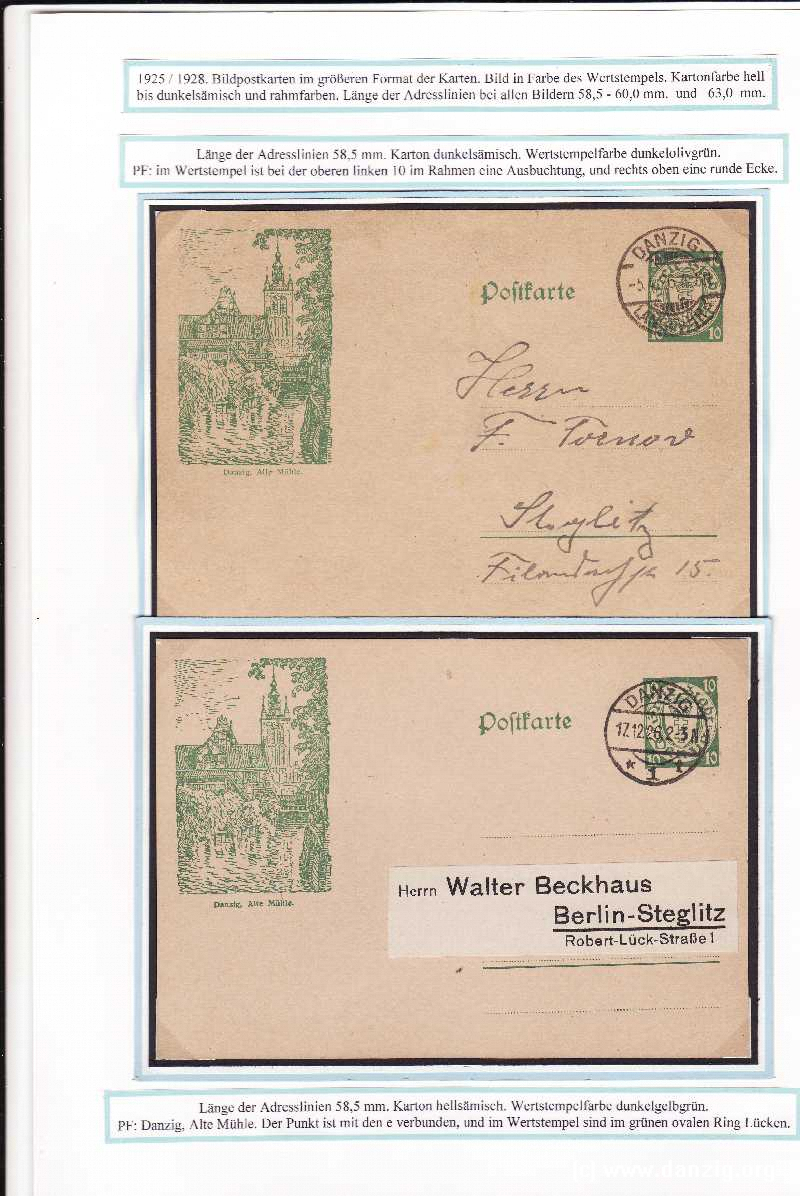 1925 / 1928. Bildpostkarten im größeren Format der Karten. Bild in Farbe des Wertstempels. Kartonfarbe hell
bis dunkelsämisch und rahmfarben. Länge der Adresslinien bei allen Bildern 58,5 - 60,0 mm. und 63,0 mm.
Länge der Adresslinien 58,5 mm. Karton dunkelsämisch. Wertstempelfarbe dunkelolivgrün.
PF: im Wertstempel ist bei der oberen linken 10 im Rahmen eine Ausbuchtung, und rechts oben eine runde Ecke.
DANZIG
Postkarte
10
Danzig, Alte Mühle.
Herrn
F. Tornow
Steglitz
15.
10
DANZIG
Postkarte
17.12.26.2-3 N
* 1 t
10
10
Danzig, Alte Mühle.
Herrn Walter Beckhaus
Berlin-Steglitz
Robert-Lück-Straße 1
Länge der Adresslinien 58,5 mm. Karton hellsämisch. Wertstempelfarbe dunkelgelbgrün.
PF: Danzig, Alte Mühle. Der Punkt ist mit den e verbunden, und im Wertstempel sind im grünen ovalen Ring Lücken.
(c) www.danzig.org